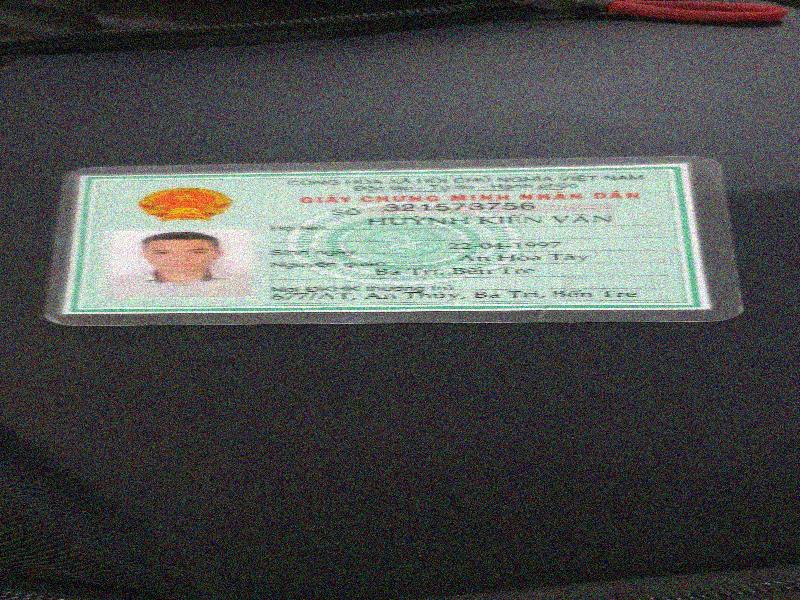 CỘNG HÒA XÃ HỘI CHỦ NGHĨA VIỆT NAM
Độc lập - Tự do - Hạnh phúc
GIẤY CHỨNG MINH NHÂN DÂN
SỐ 321573756
Họ tên HUỲNH KIẾN VĂN
Sinh ngày 22-04-1997
Nguyên quán An Hòa Tây
Ba Tri, Bến Tre
Nơi ĐKHK thường trú
577/AT, An Thủy, Ba Tri, Bến Tre